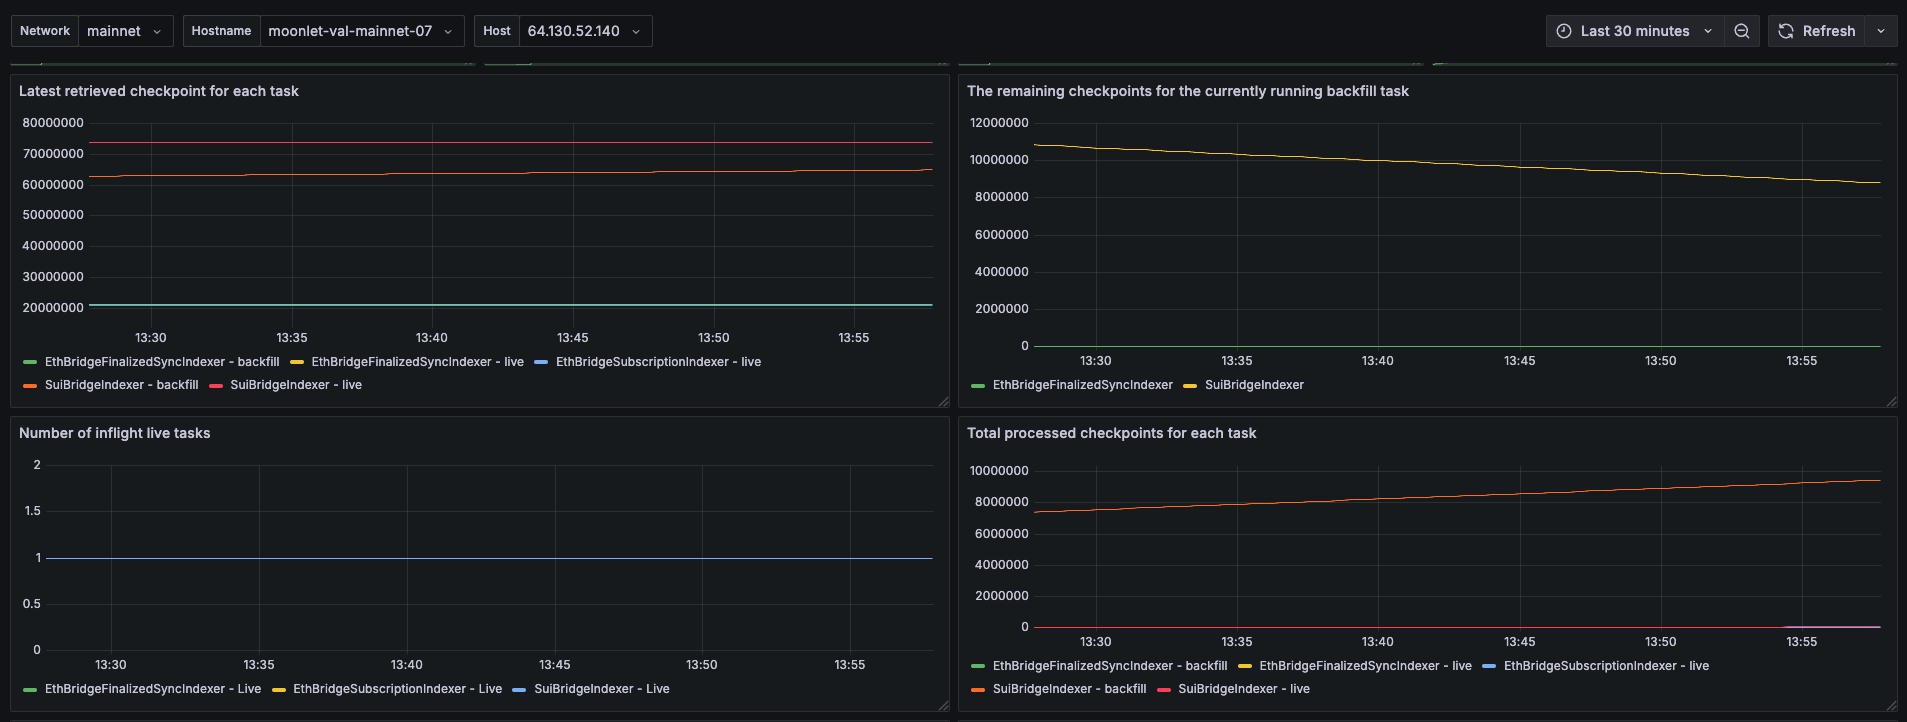 Network mainnet Hostname moonlet-val-mainnet-07 Host 64.130.52.140 Last 30 minutes Refresh
Latest retrieved checkpoint for each task
80000000
70000000
60000000
50000000
40000000
30000000
20000000
13:30 13:35 13:40 13:45 13:50 13:55
EthBridgeFinalizedSyncIndexer - backfill EthBridgeFinalizedSyncIndexer - live EthBridgeSubscriptionIndexer - live
SuiBridgeIndexer - backfill SuiBridgeIndexer - live
The remaining checkpoints for the currently running backfill task
12000000
10000000
8000000
6000000
4000000
2000000
0
13:30 13:35 13:40 13:45 13:50 13:55
EthBridgeFinalizedSyncIndexer SuiBridgeIndexer
Number of inflight live tasks
2
1.5
1
0.5
0
13:30 13:35 13:40 13:45 13:50 13:55
EthBridgeFinalizedSyncIndexer - Live EthBridgeSubscriptionIndexer - Live SuiBridgeIndexer - Live
Total processed checkpoints for each task
10000000
8000000
6000000
4000000
2000000
0
13:30 13:35 13:40 13:45 13:50 13:55
EthBridgeFinalizedSyncIndexer - backfill EthBridgeFinalizedSyncIndexer - live EthBridgeSubscriptionIndexer - live
SuiBridgeIndexer - backfill SuiBridgeIndexer - live